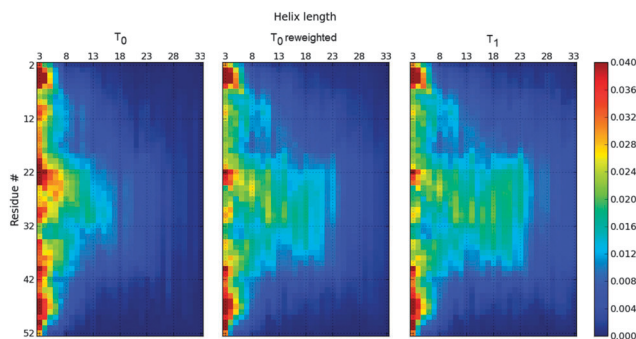 Helix length
T0 T0 reweighted T1
3 8 13 18 23 28 33 3 8 13 18 23 28 33 3 8 13 18 23 28 33
2 0.040
0.036
0.032
12 0.028
0.024
22 0.020
Residue #
32 0.016
0.012
42 0.008
0.004
52 0.000